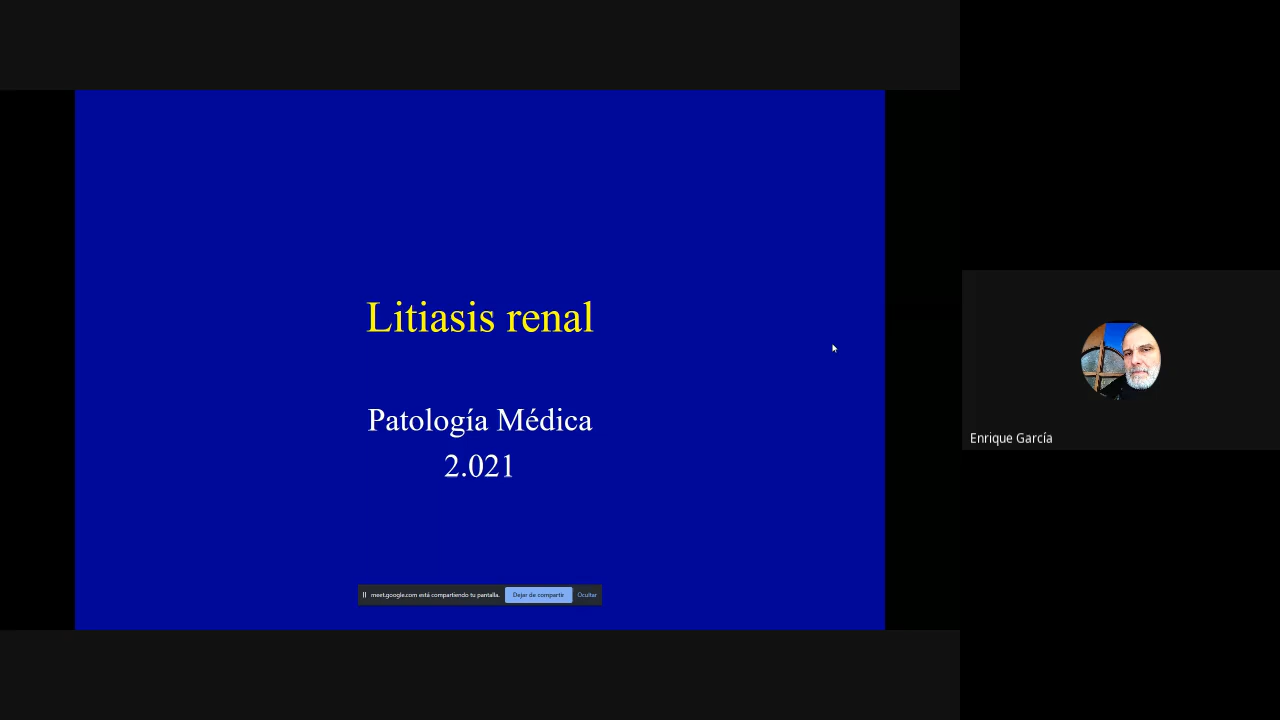 Litiasis renal
Patología Médica
2.021
meet.google.com está compartiendo tu pantalla.
Dejar de compartir
Ocultar
Enrique García